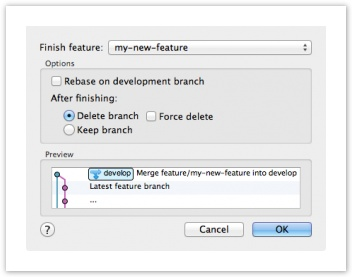 Finish feature: my-new-feature
Options
Rebase on development branch
After finishing:
Delete branch Force delete
Keep branch
Preview
develop Merge feature/my-new-feature into develop
Latest feature branch
...
? Cancel OK